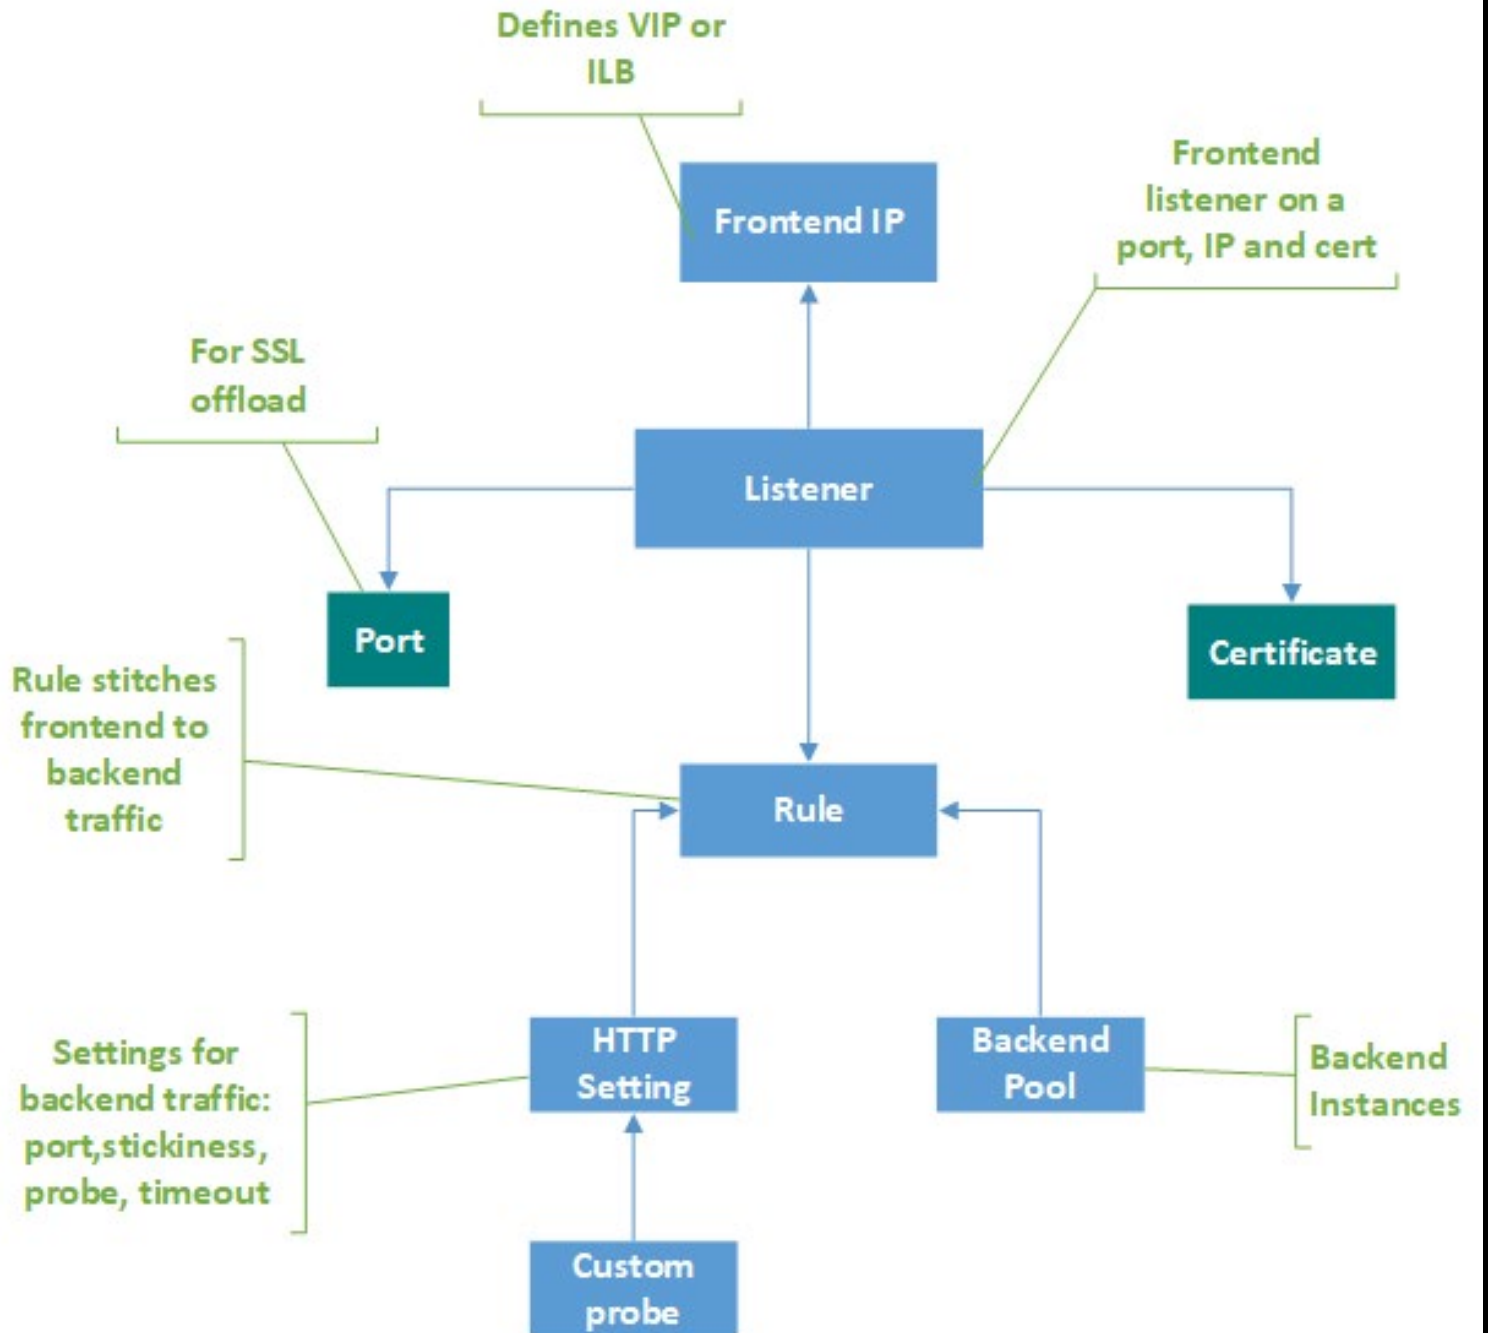 Defines VIP or
ILB
Frontend IP
Frontend
listener on a
port, IP and cert
For SSL
offload
Listener
Port
Certificate
Rule stitches
frontend to
backend
traffic
Rule
HTTP
Setting
Backend
Pool
Settings for
backend traffic:
port,stickiness,
probe, timeout
Backend
Instances
Custom
probe